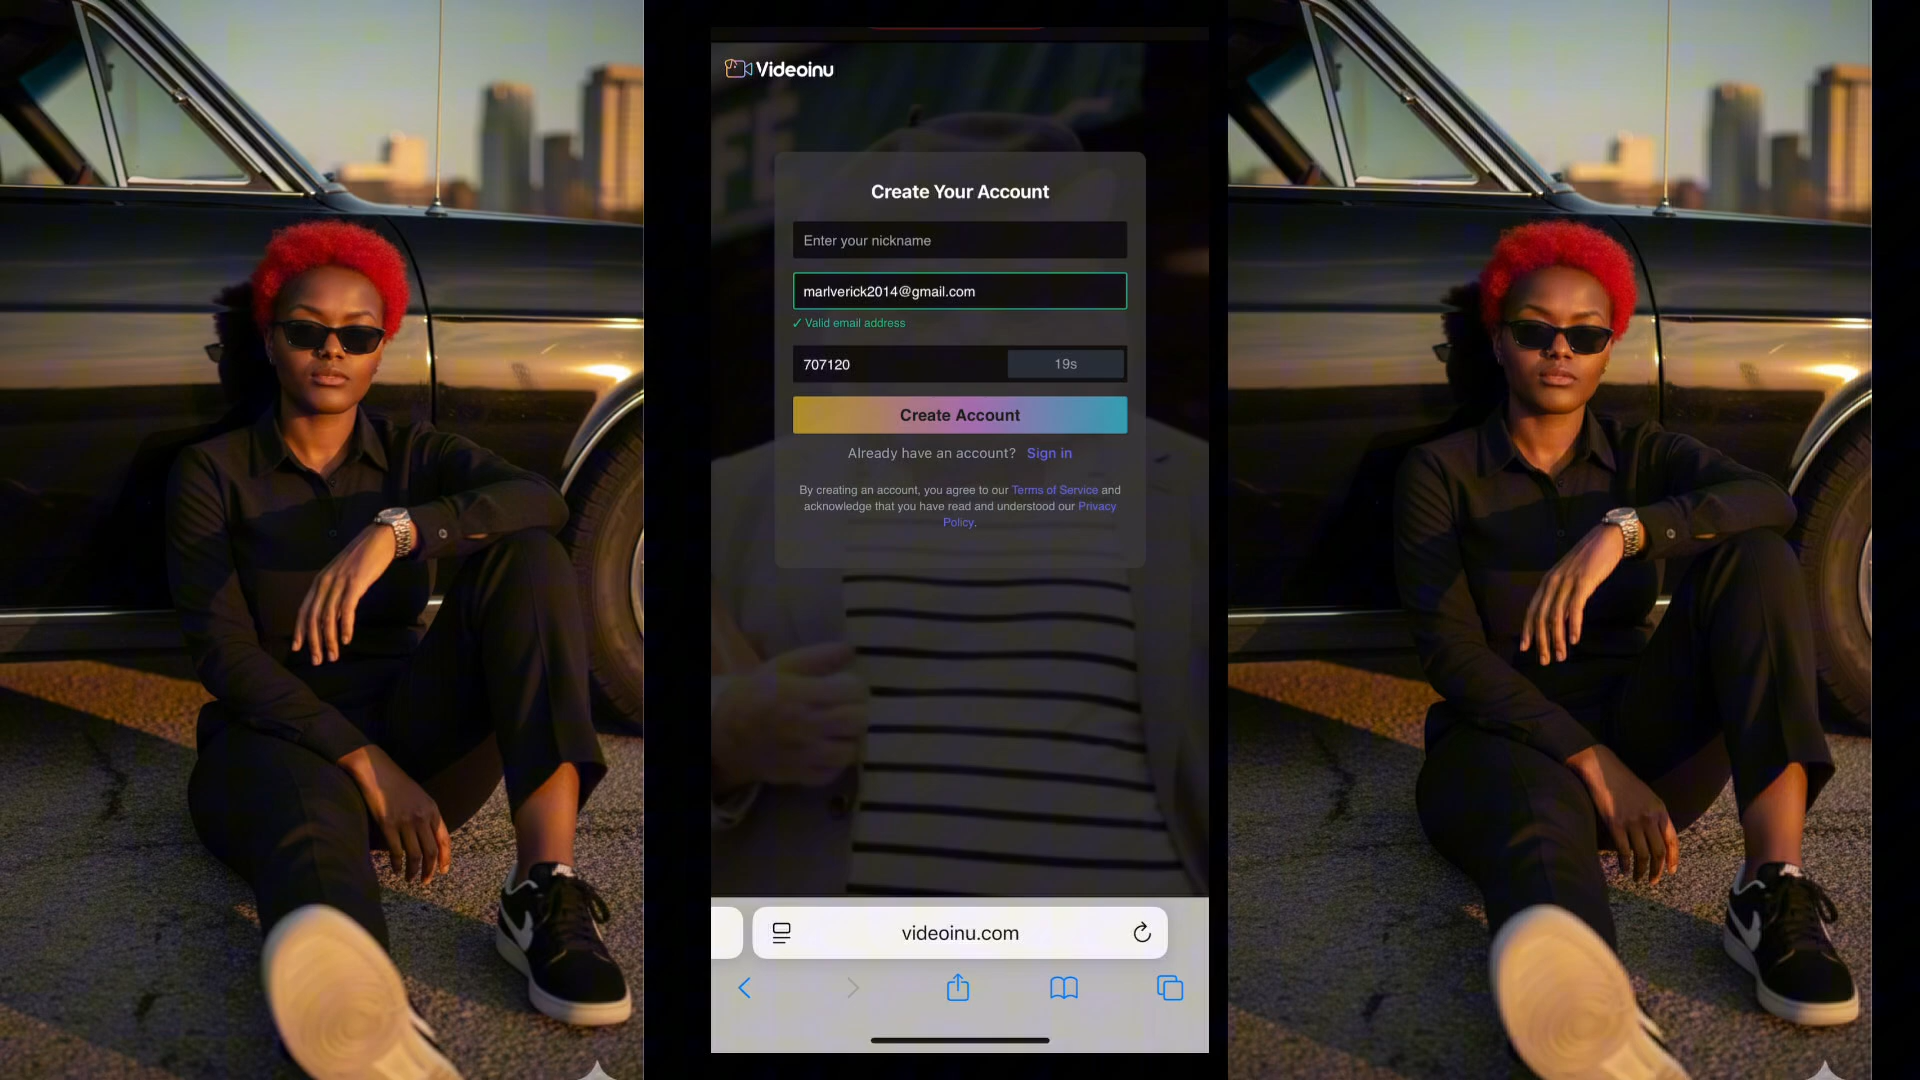 Videoinu
Create Your Account
Enter your nickname
marlverick2014@gmail.com
✓ Valid email address
707120
19s
Create Account
Already have an account? Sign in
By creating an account, you agree to our Terms of Service and
acknowledge that you have read and understood our Privacy
Policy.
videoinu.com